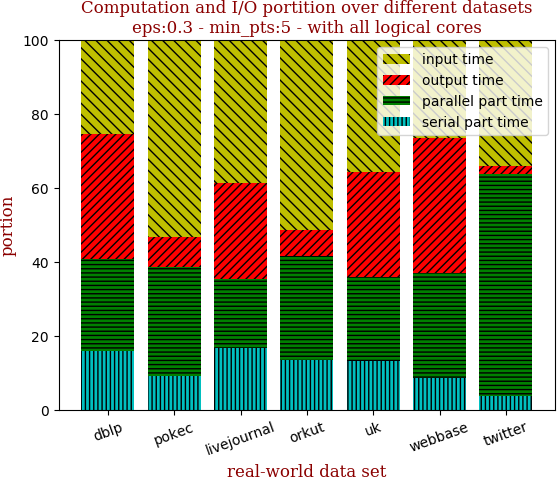 Computation and I/O portition over different datasets
eps:0.3 - min_pts:5 - with all logical cores
100
80
60
40
20
0
portion
input time
output time
parallel part time
serial part time
dblp
pokec
livejournal
orkut
uk
webbase
twitter
real-world data set